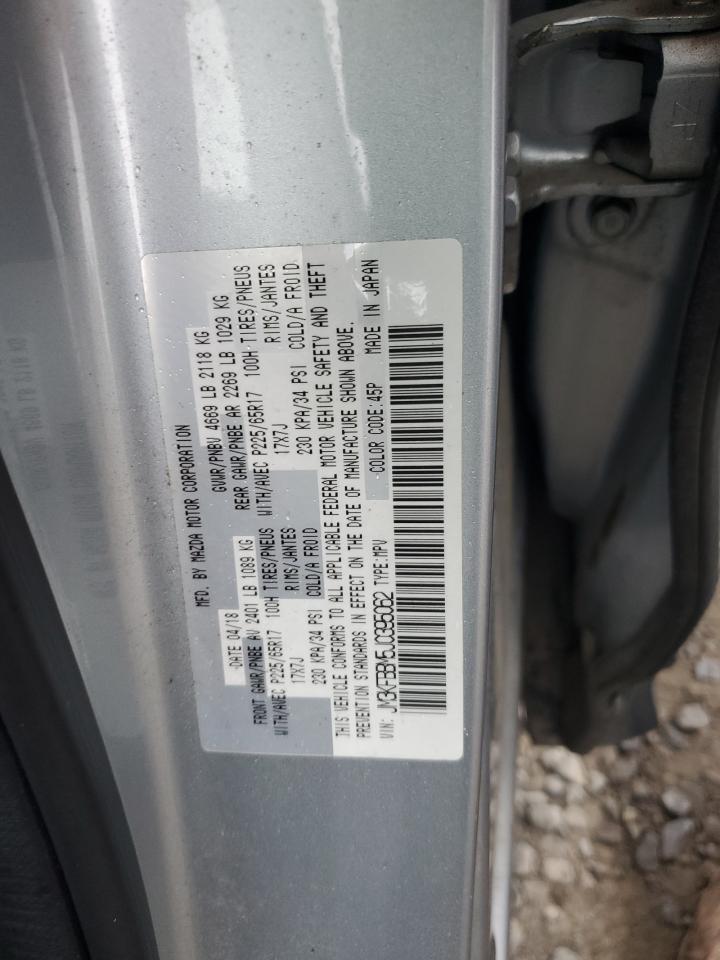 MFD. BY MAZDA MOTOR CORPORATION
DATE 04/18 GVWR/PNBV 4669 LB 2118 KG
FRONT GAWR/PNBE AV 2401 LB 1089 KG REAR GAWR/PNBE AR 2269 LB 1029 KG
WITH/AVEC P225/65R17 100H TIRES/PNEUS WITH/AVEC P225/65R17 100H TIRES/PNEUS
17X7J RIMS/JANTES 17X7J RIMS/JANTES
230 KPA/34 PSI COLD/A FROID 230 KPA/34 PSI COLD/A FROID
THIS VEHICLE CONFORMS TO ALL APPLICABLE FEDERAL MOTOR VEHICLE SAFETY AND THEFT
PREVENTION STANDARDS IN EFFECT ON THE DATE OF MANUFACTURE SHOWN ABOVE.
VIN: JM3KFBBM5J0395062 TYPE:MPV COLOR CODE:45P MADE IN JAPAN